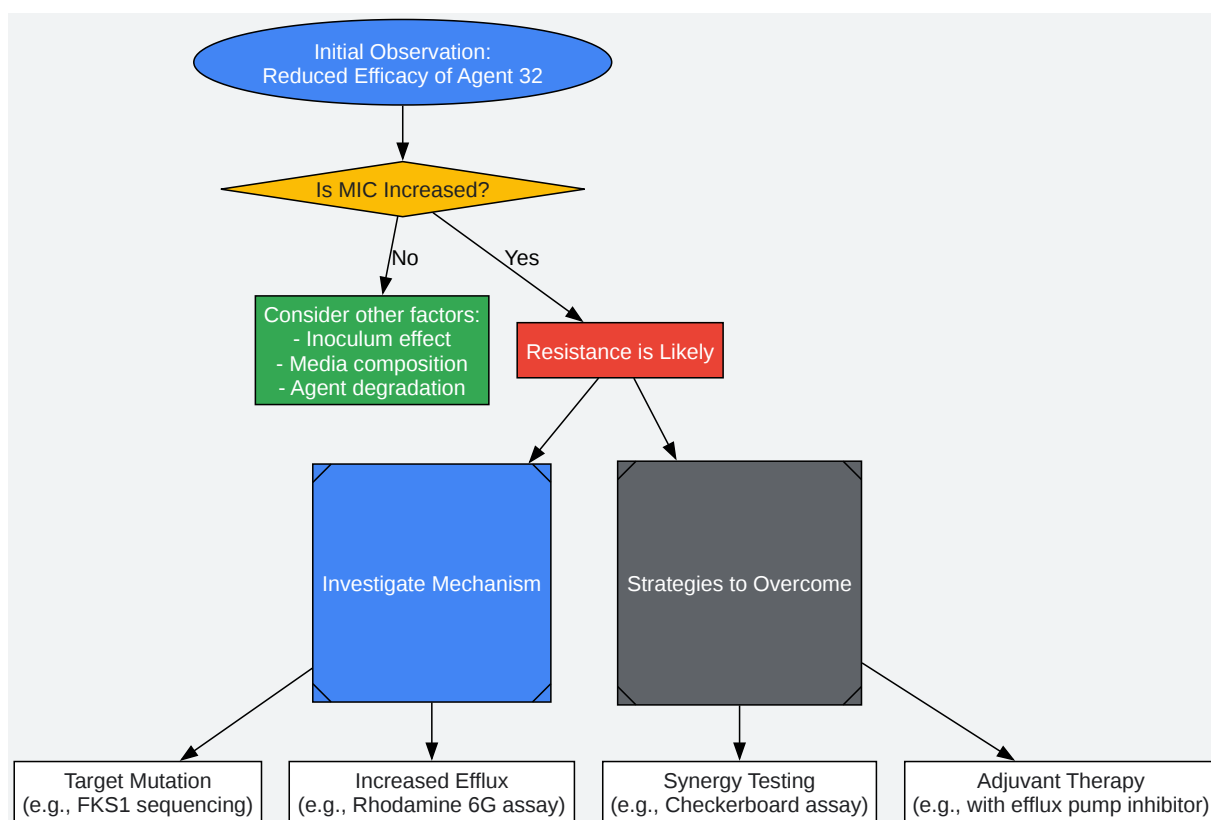 Initial Observation:
Reduced Efficacy of Agent 32
Is MIC Increased?
No
Yes
Consider other factors:
- Inoculum effect
- Media composition
- Agent degradation
Resistance is Likely
Investigate Mechanism
Strategies to Overcome
Target Mutation
(e.g., FKS1 sequencing)
Increased Efflux
(e.g., Rhodamine 6G assay)
Synergy Testing
(e.g., Checkerboard assay)
Adjuvant Therapy
(e.g., with efflux pump inhibitor)